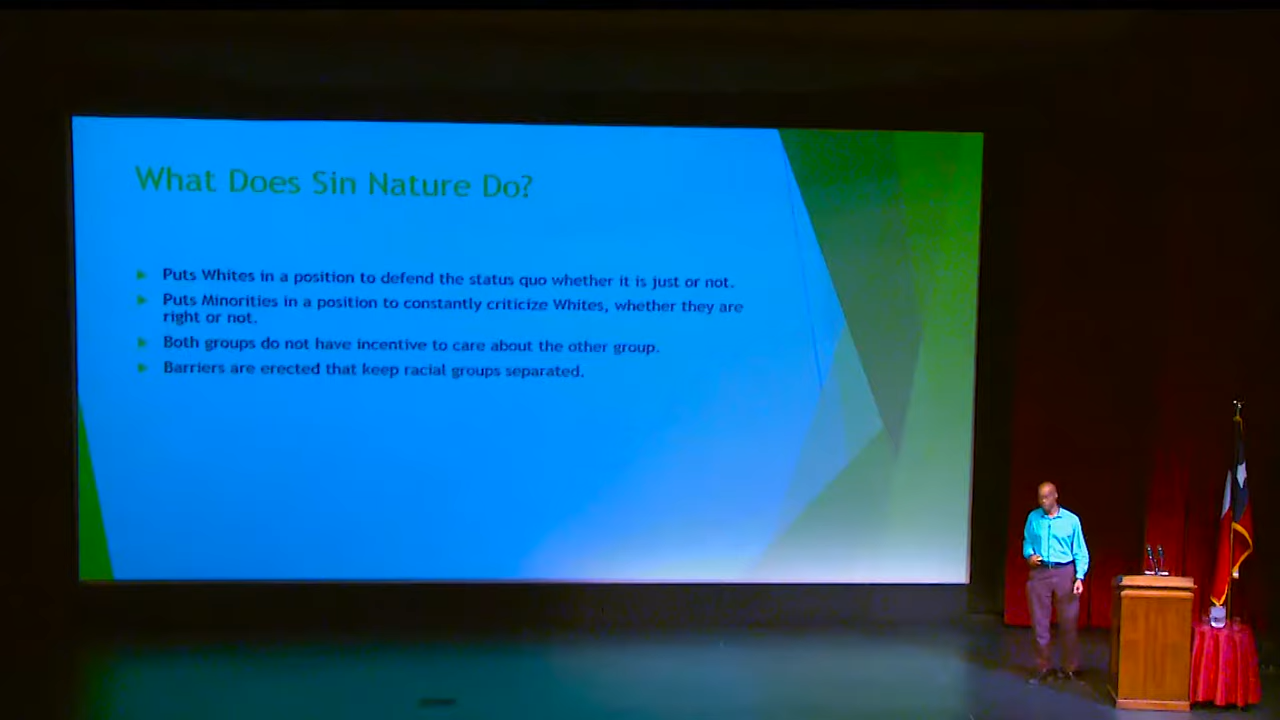 What Does Sin Nature Do?
Puts Whites in a position to defend the status quo whether it is just or not.
Puts Minorities in a position to constantly criticize Whites, whether they are
right or not.
Both groups do not have incentive to care about the other group.
Barriers are erected that keep racial groups separated.